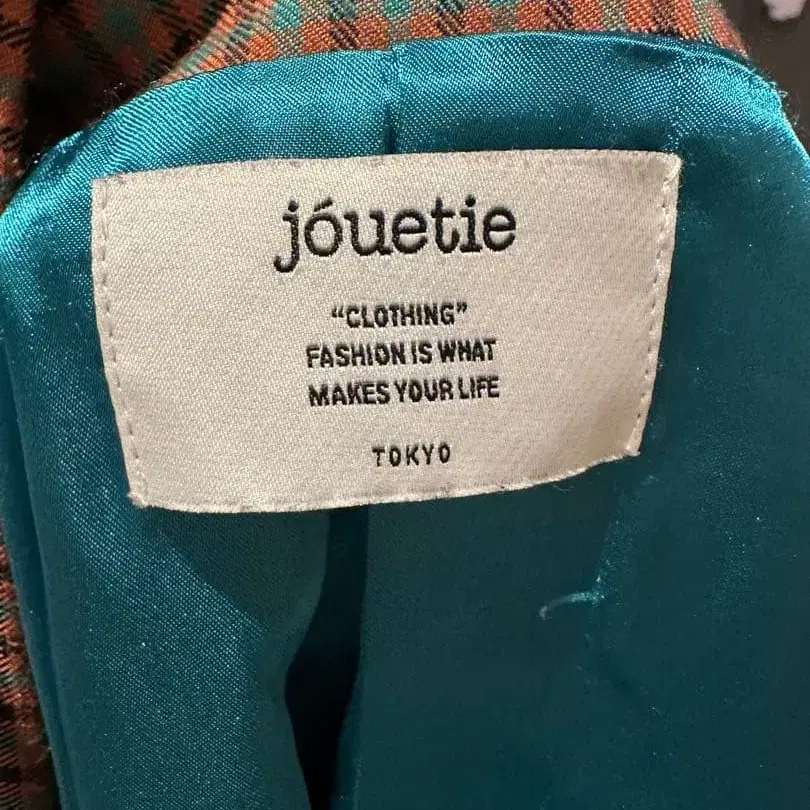 jóuetie
“CLOTHING”
FASHION IS WHAT
MAKES YOUR LIFE
TOKYO